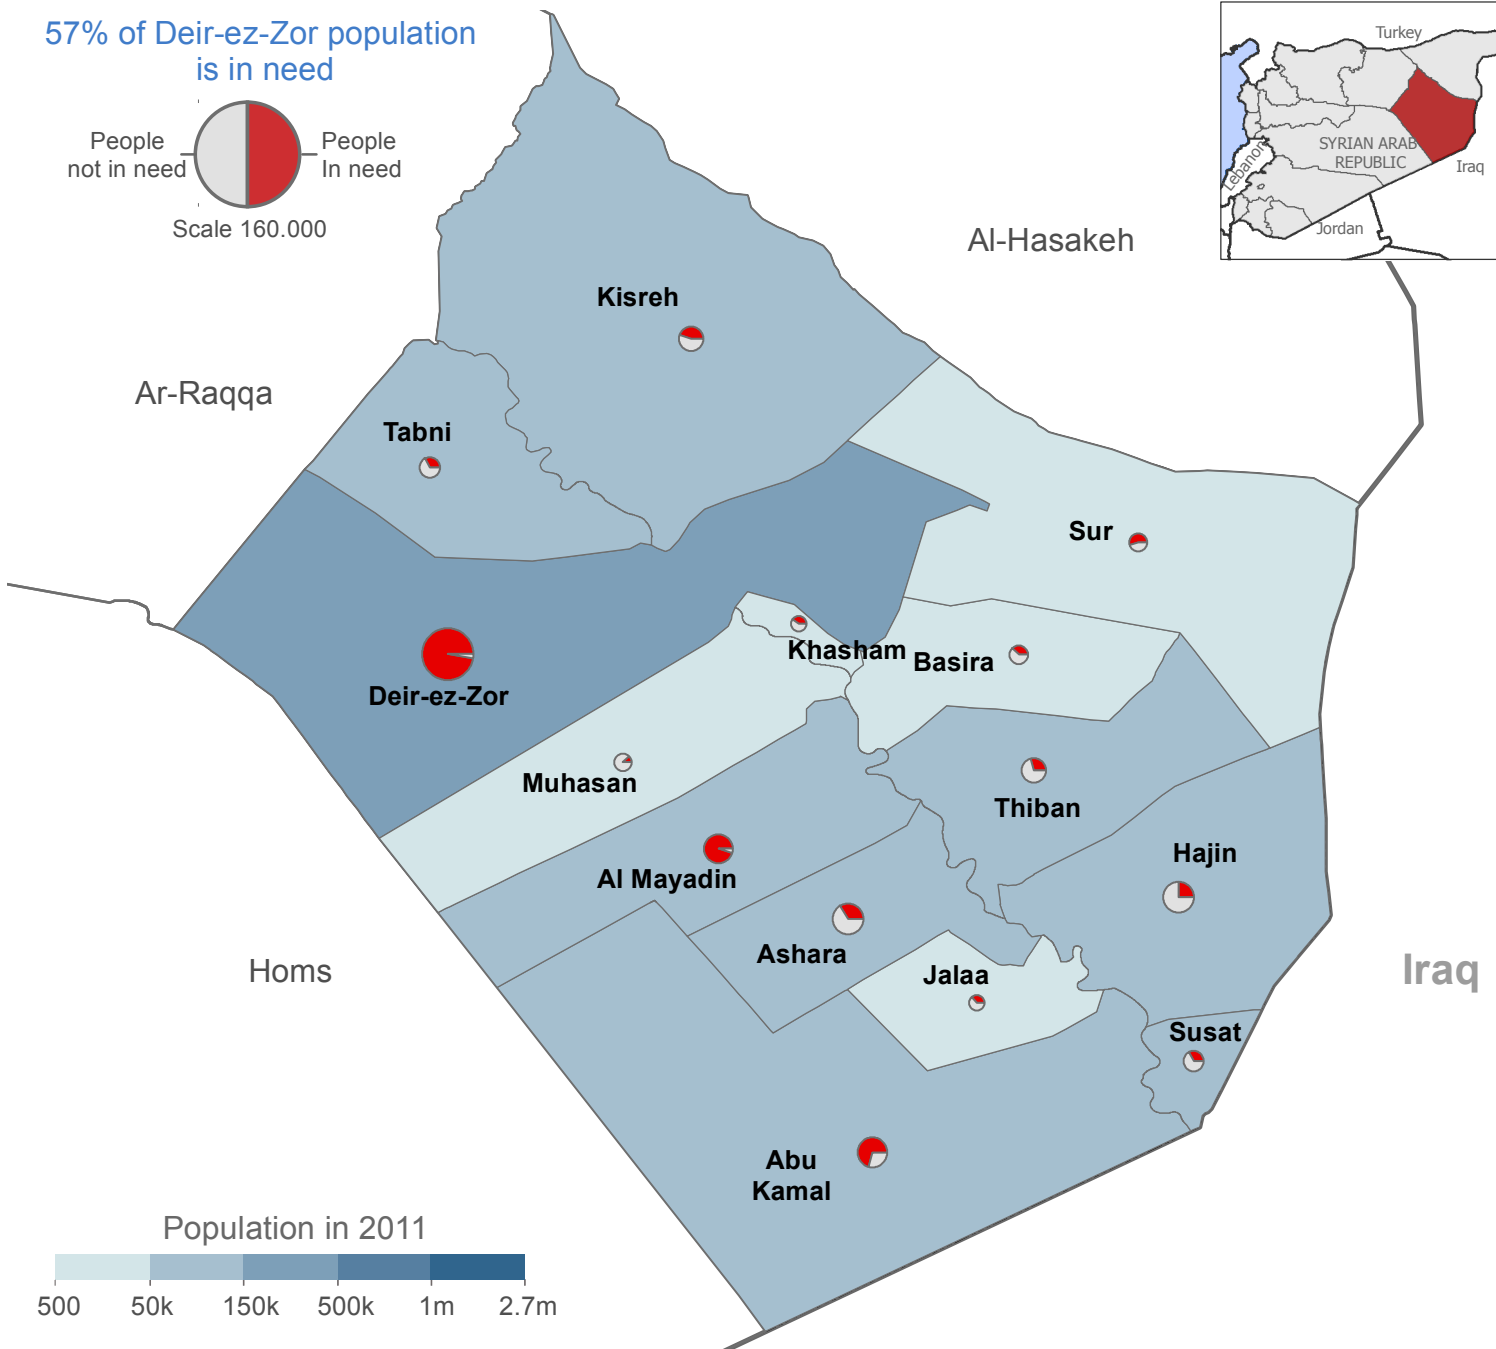 57% of Deir-ez-Zor population
is in need
People
not in need
People
In need
Scale 160.000
Turkey
SYRIAN ARAB
REPUBLIC
Lebanon
Iraq
Jordan
Al-Hasakeh
Kisreh
Ar-Raqqa
Tabni
Sur
Khasham
Basira
Deir-ez-Zor
Muhasan
Thiban
Hajin
Al Mayadin
Ashara
Homs
Jalaa
Iraq
Susat
Abu
Kamal
Population in 2011
500 50k 150k 500k 1m 2.7m